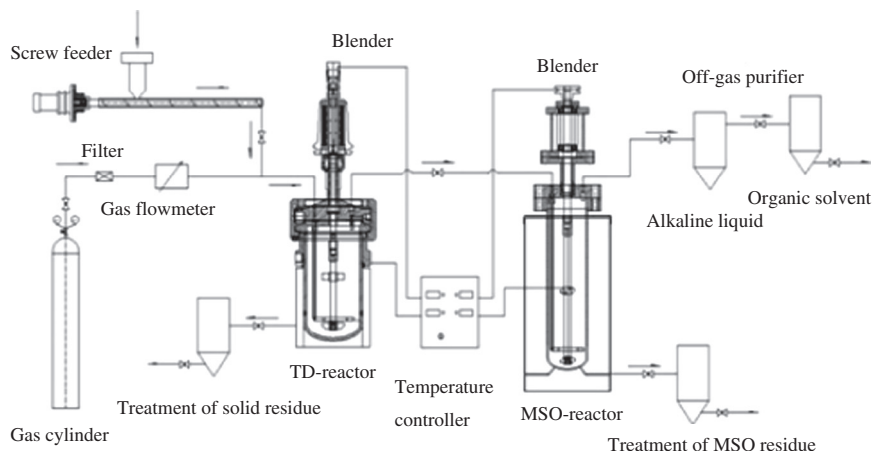 Blender
Screw feeder
Blender
Off-gas purifier
Filter
Gas flowmeter
Organic solvent
Alkaline liquid
TD-reactor
Temperature
controller
MSO-reactor
Treatment of solid residue
Gas cylinder
Treatment of MSO residue